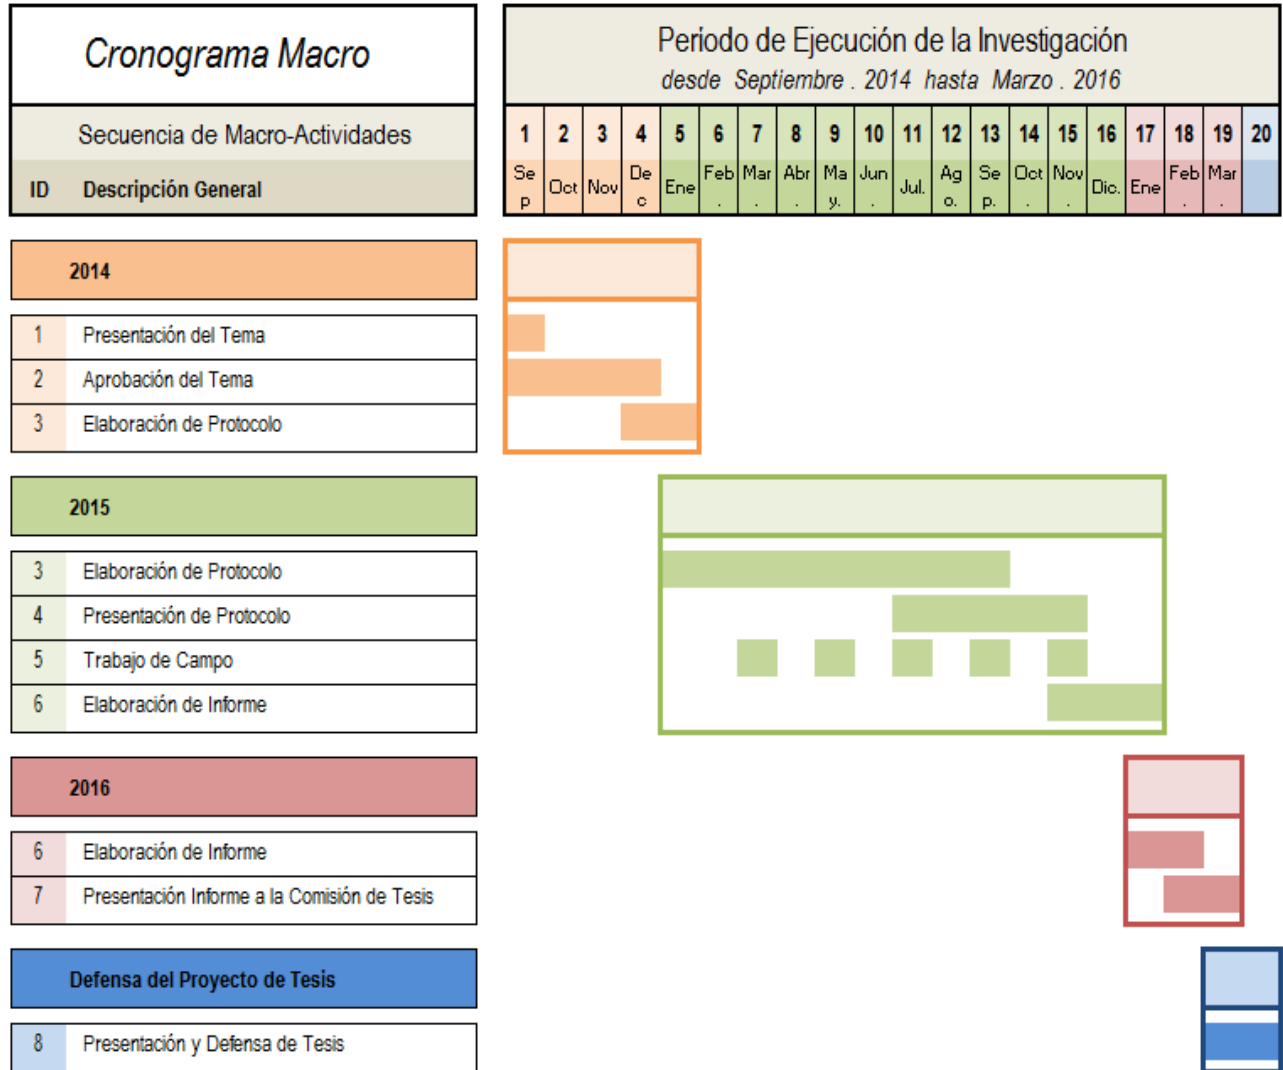 Cronograma Macro
Período de Ejecución de la Investigación
desde Septiembre . 2014 hasta Marzo . 2016
Secuencia de Macro-Actividades
1 2 3 4 5 6 7 8 9 10 11 12 13 14 15 16 17 18 19 20
ID Descripción General
Sep Oct Nov Dec Ene Feb. Mar. Abr. May. Jun. Jul. Ago. Sep. Oct. Nov. Dic. Ene Feb. Mar.
2014
1 Presentación del Tema
2 Aprobación del Tema
3 Elaboración de Protocolo
2015
3 Elaboración de Protocolo
4 Presentación de Protocolo
5 Trabajo de Campo
6 Elaboración de Informe
2016
6 Elaboración de Informe
7 Presentación Informe a la Comisión de Tesis
Defensa del Proyecto de Tesis
8 Presentación y Defensa de Tesis